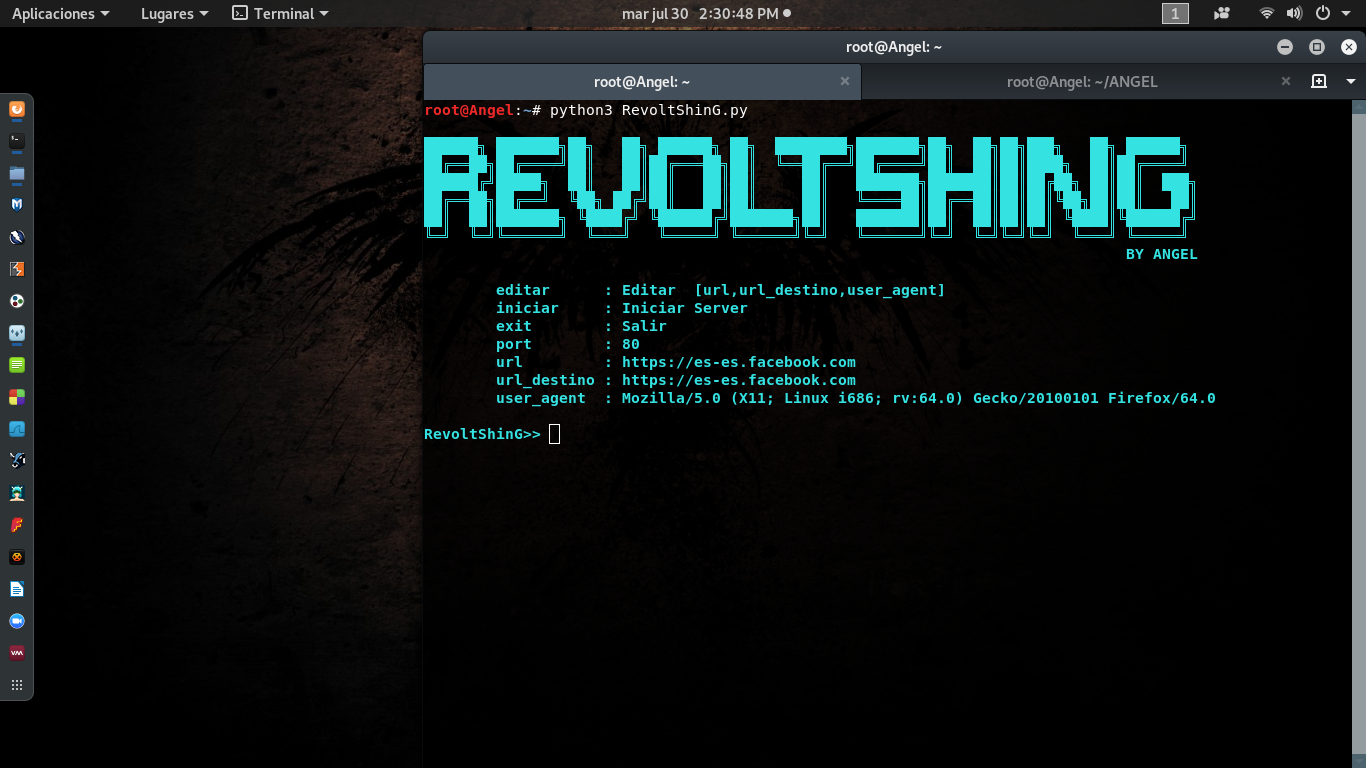 Aplicaciones Lugares Terminal mar jul 30 2:30:48 PM 1
root@Angel: ~
root@Angel: ~ root@Angel: ~/ANGEL
root@Angel:~# python3 RevoltShinG.py
REVOLTSHING
BY ANGEL
editar : Editar [url,url_destino,user_agent]
iniciar : Iniciar Server
exit : Salir
port : 80
url : https://es-es.facebook.com
url_destino : https://es-es.facebook.com
user_agent : Mozilla/5.0 (X11; Linux i686; rv:64.0) Gecko/20100101 Firefox/64.0
RevoltShinG>>